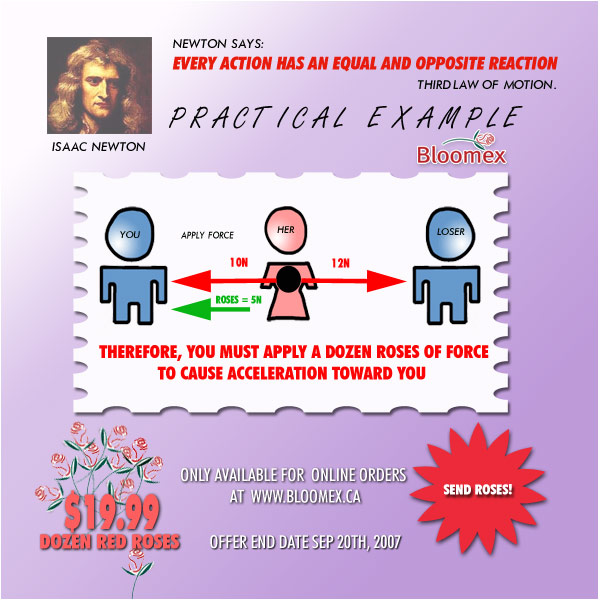 NEWTON SAYS:
EVERY ACTION HAS AN EQUAL AND OPPOSITE REACTION
THIRD LAW OF MOTION.
ISAAC NEWTON
PRACTICAL EXAMPLE
Bloomex
YOU
APPLY FORCE
HER
LOSER
10N
12N
ROSES = 5N
THEREFORE, YOU MUST APPLY A DOZEN ROSES OF FORCE
TO CAUSE ACCELERATION TOWARD YOU
$19.99
DOZEN RED ROSES
ONLY AVAILABLE FOR ONLINE ORDERS
AT WWW.BLOOMEX.CA
OFFER END DATE SEP 20TH, 2007
SEND ROSES!